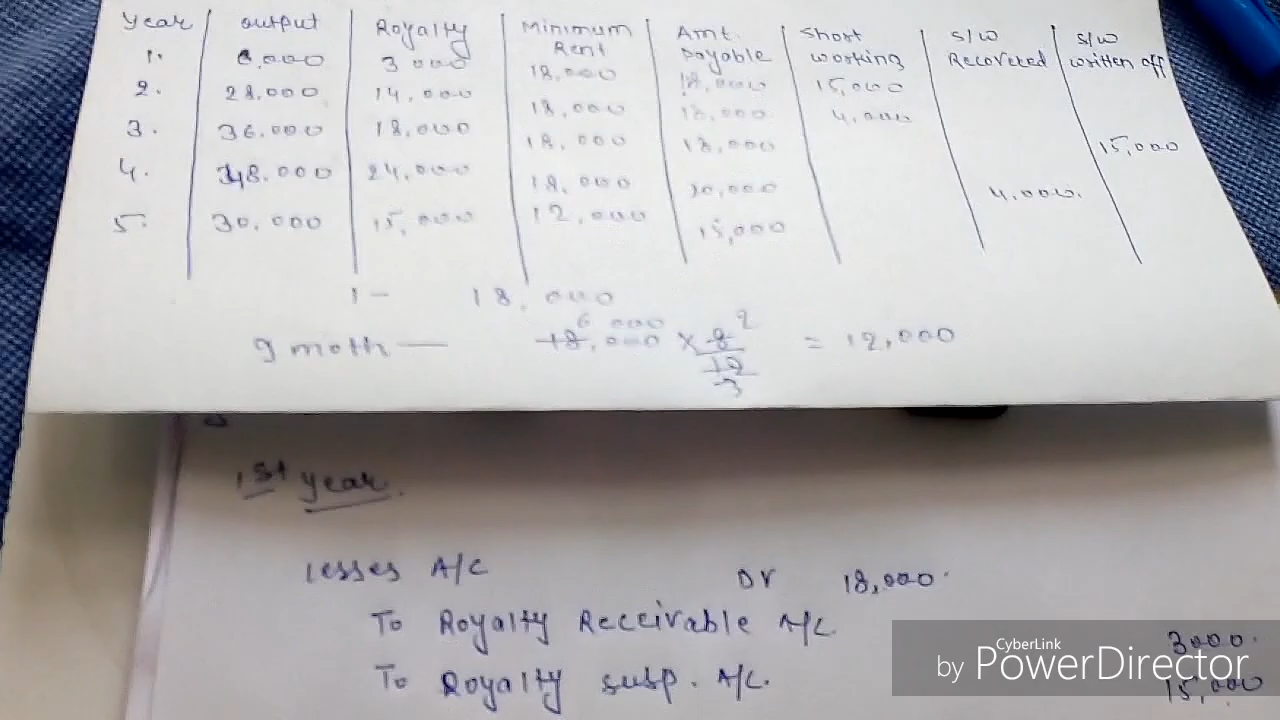 Year output Royalty Minimum Rent Amt. Payable Short working S/W Recovered S/W written off
1. 6,000 3000 18,000 18,000 15,000
2. 28,000 14,000 18,000 18,000 4,000
3. 36,000 18,000 18,000 18,000 15,000
4. 48,000 24,000 18,000 20,000 4,000.
5. 30,000 15,000 12,000 15,000
1 — 18,000
6 000 2
9 moth — 18,000 × 8 = 12,000
12
3
1st year.
lesses A/C Dr 18,000.
To Royalty Receivable A/C 3000.
To Royalty susp. A/C. 15,000
CyberLink
by PowerDirector